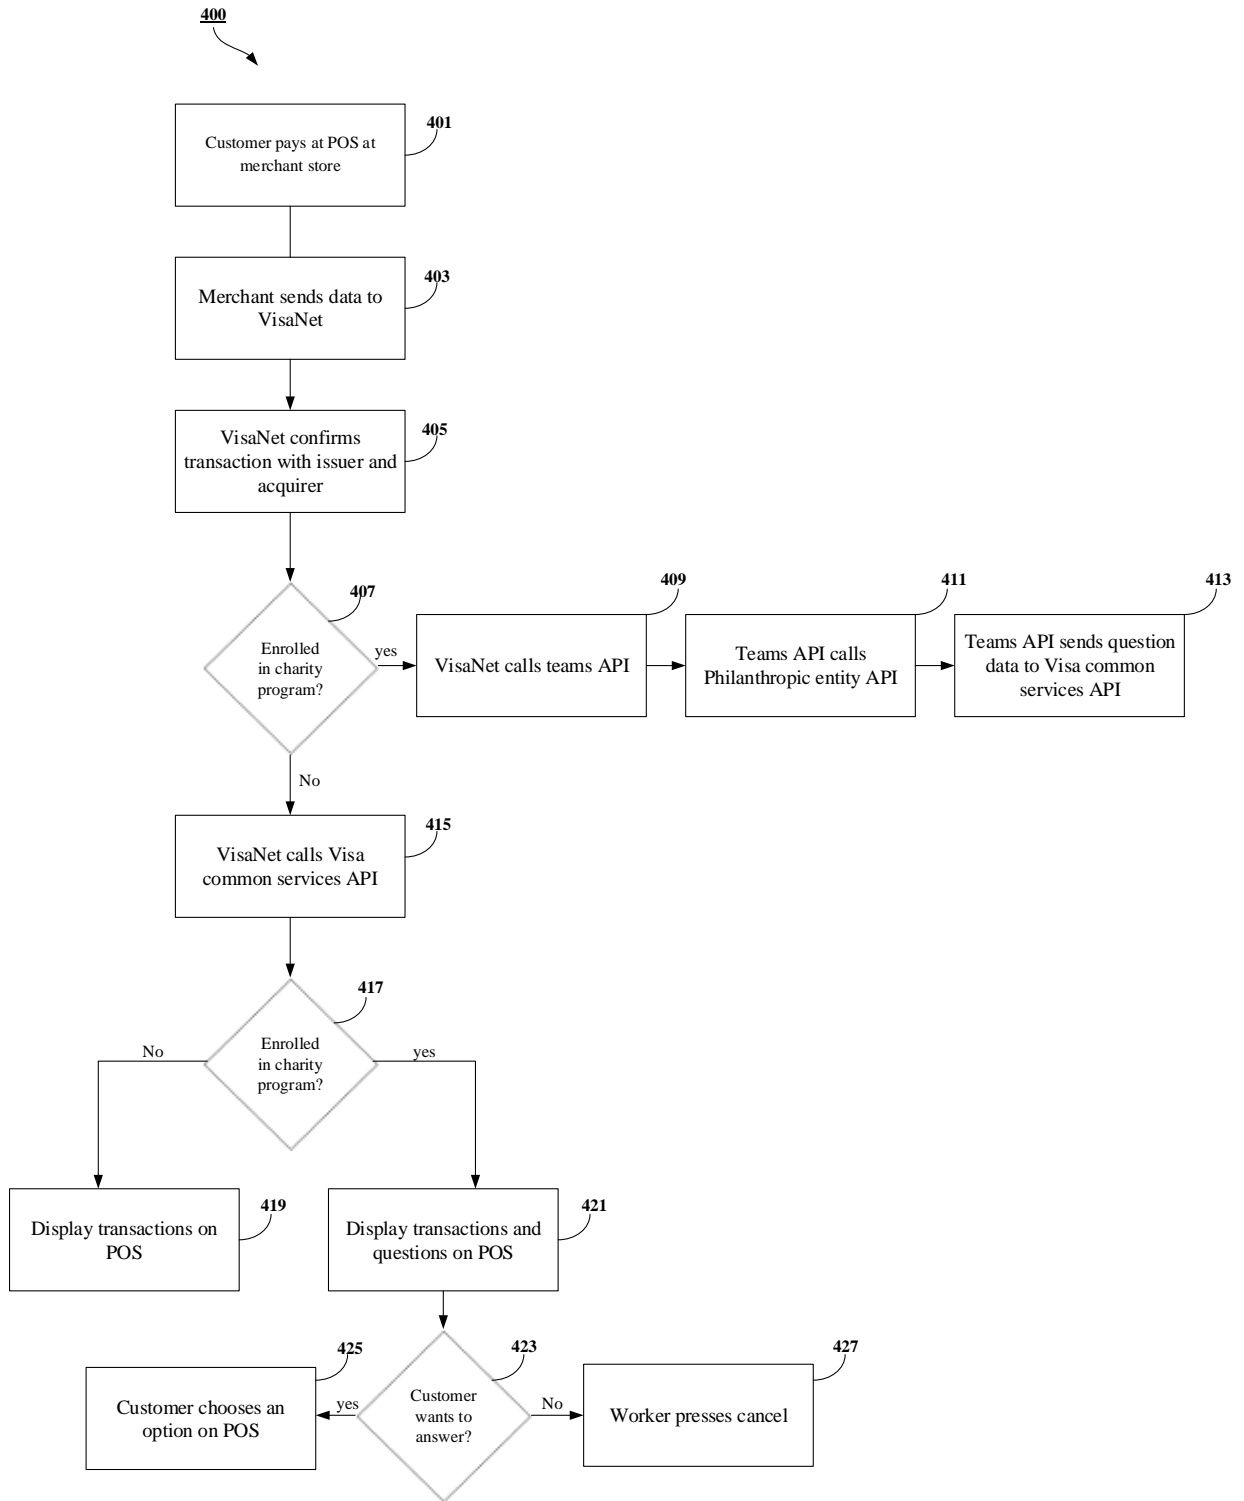 400
401
Customer pays at POS at
merchant store
403
Merchant sends data to
VisaNet
405
VisaNet confirms
transaction with issuer and
acquirer
407
Enrolled
in charity
program?
yes
409
VisaNet calls teams API
411
Teams API calls
Philanthropic entity API
413
Teams API sends question
data to Visa common
services API
No
415
VisaNet calls Visa
common services API
417
Enrolled
in charity
program?
No
yes
419
Display transactions on
POS
421
Display transactions and
questions on POS
423
Customer
wants to
answer?
yes
425
Customer chooses an
option on POS
No
427
Worker presses cancel